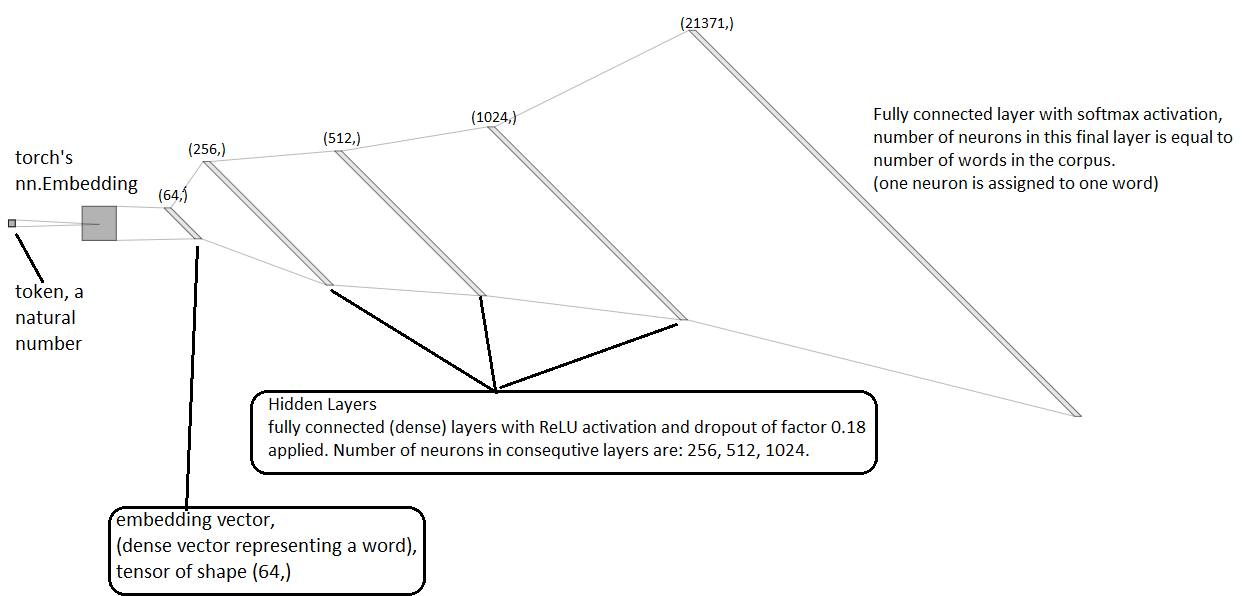 (21371,)
Fully connected layer with softmax activation,
number of neurons in this final layer is equal to
number of words in the corpus.
(one neuron is assigned to one word)
(1024,)
(512,)
(256,)
torch's
nn.Embedding
(64,)
token, a
natural
number
Hidden Layers
fully connected (dense) layers with ReLU activation and dropout of factor 0.18
applied. Number of neurons in consequtive layers are: 256, 512, 1024.
embedding vector,
(dense vector representing a word),
tensor of shape (64,)